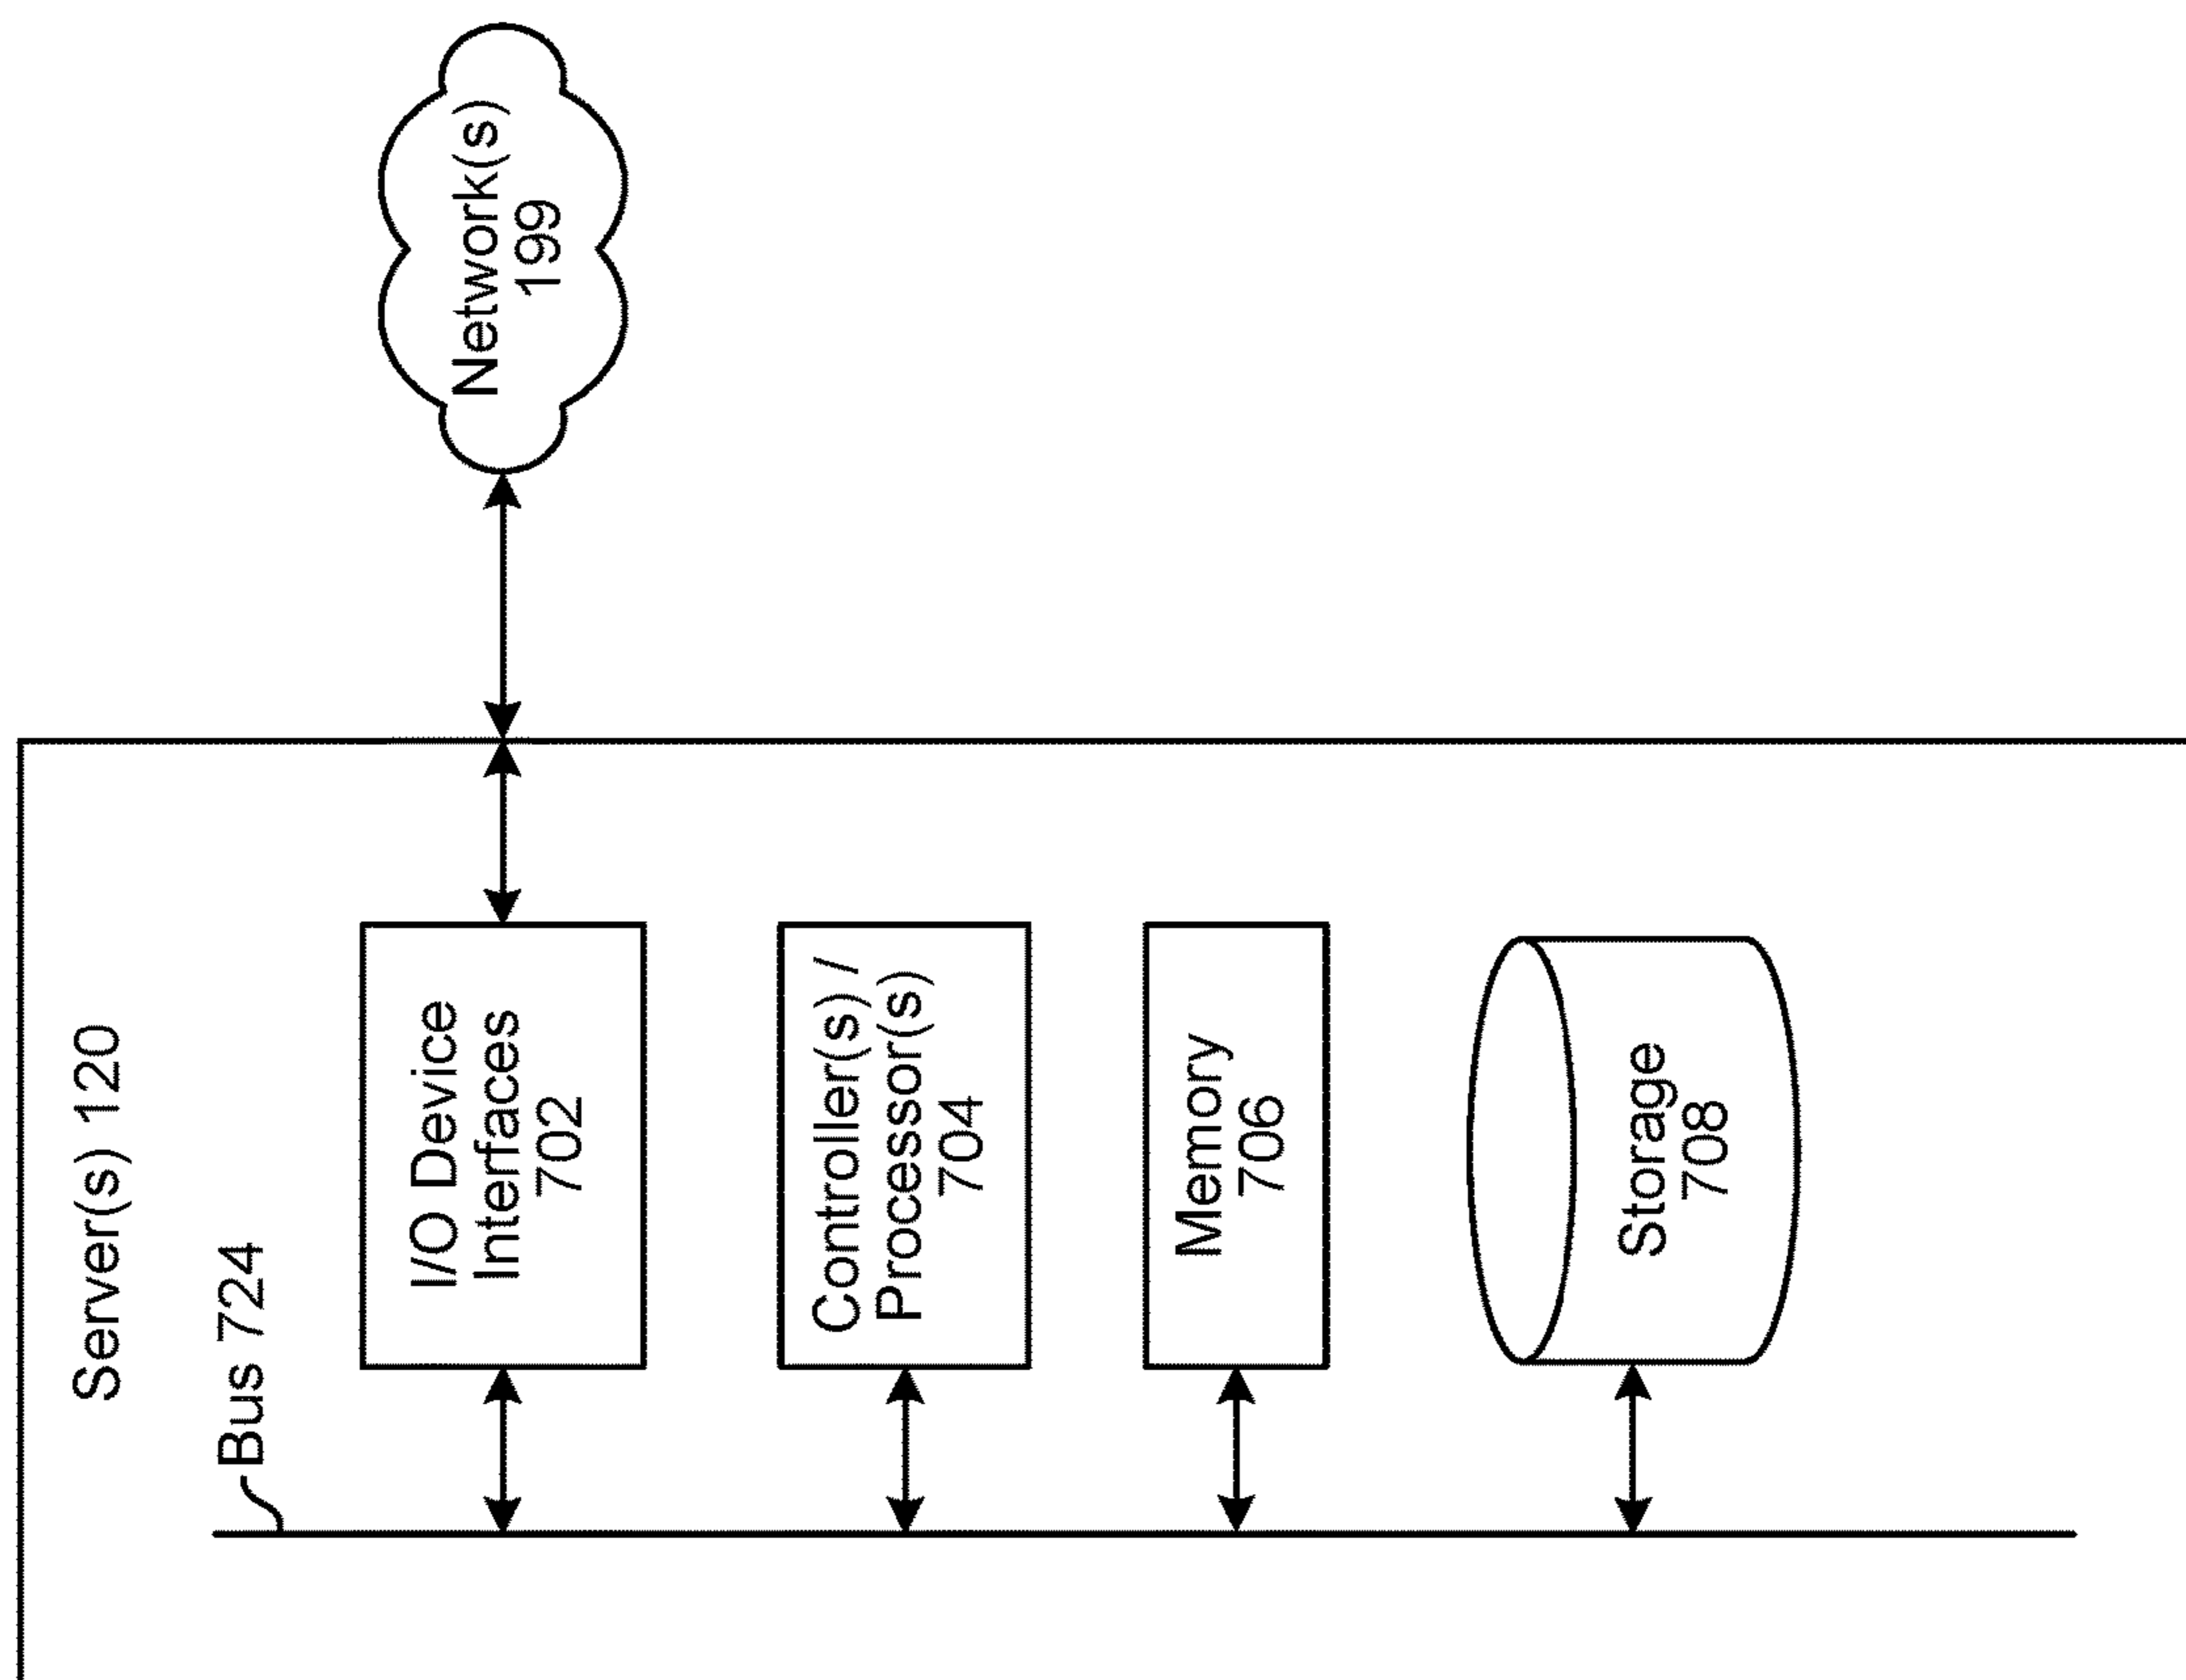 Server(s) 120
Bus 724
I/O Device
Interfaces
702
Controller(s) /
Processor(s)
704
Memory
706
Storage
708
Network(s)
199